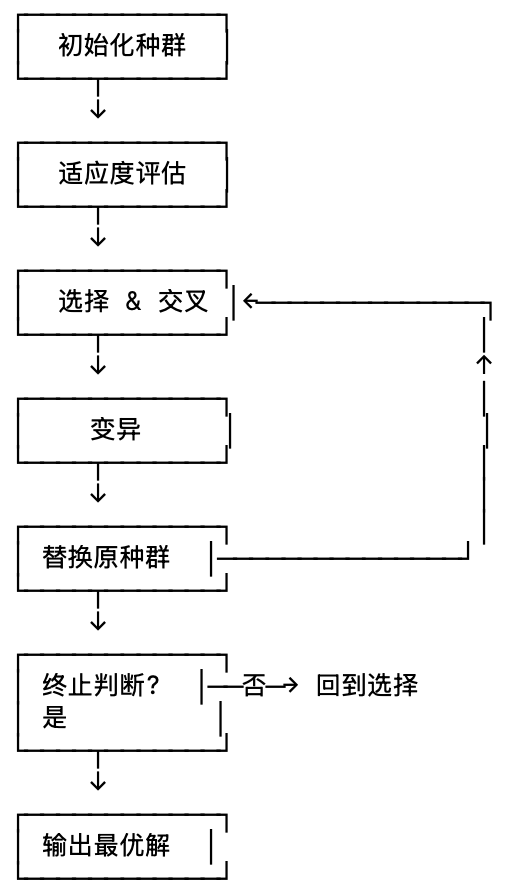 初始化种群
适应度评估
选择 & 交叉
变异
替换原种群
终止判断? 否 回到选择
是
输出最优解